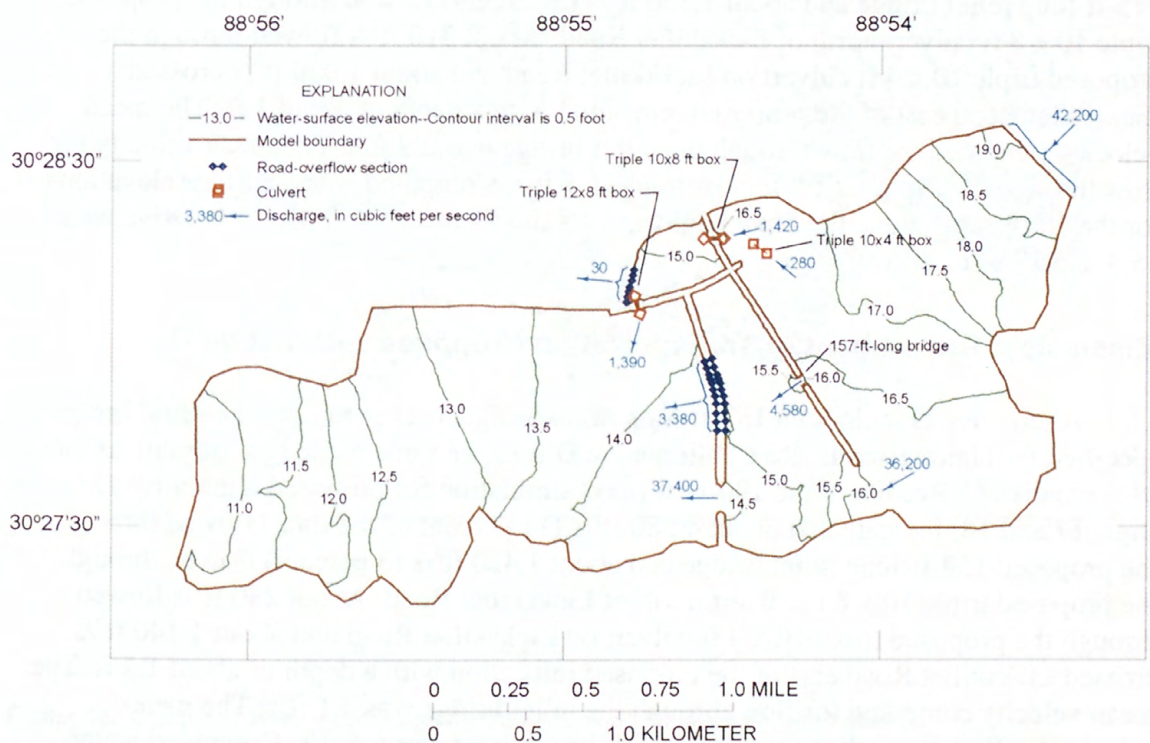 88°56' 88°55' 88°54'
EXPLANATION
—13.0— Water-surface elevation--Contour interval is 0.5 foot
Model boundary
Road overflow section
Culvert
3,380 Discharge, in cubic feet per second
30°28'30"
30°27'30"
Triple 10x8 ft box
Triple 12x8 ft box
42,200
19.0
18.5
16.5
1,420
Triple 10x4 ft box
18.0
15.0
280
17.5
30
17.0
1,390
157-ft-long bridge
15.5
16.0
16.5
13.0
3,380
4,580
13.5
14.0
11.5
12.5
36,200
37,400
15.0
15.5
16.0
12.0
11.0
14.5
0 0.25 0.5 0.75 1.0 MILE
0 0.5 1.0 KILOMETER